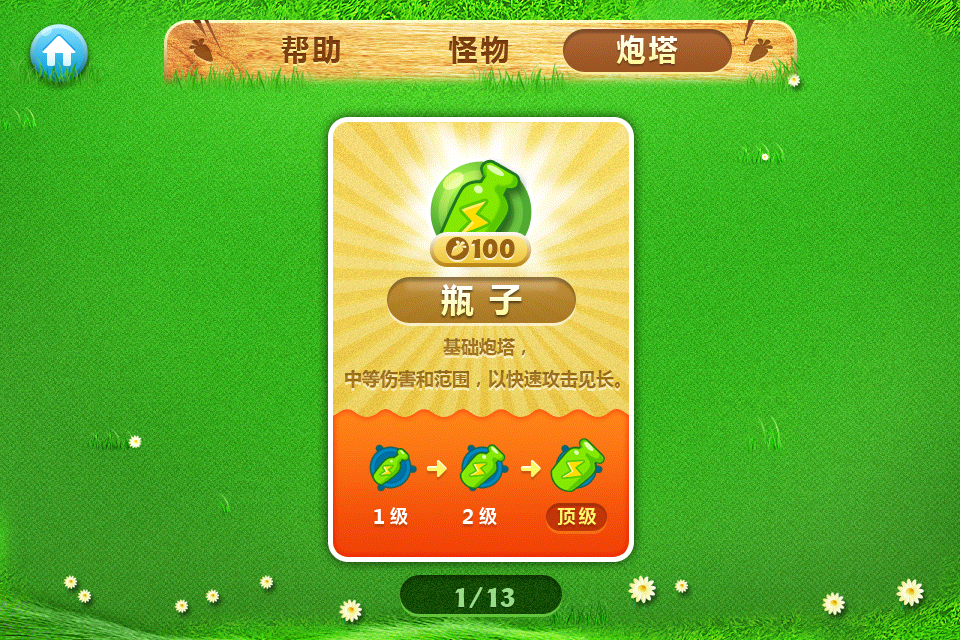 帮助 怪物 炮塔
100
瓶子
基础炮塔，
中等伤害和范围，以快速攻击见长。
1级 2级 顶级
1/13